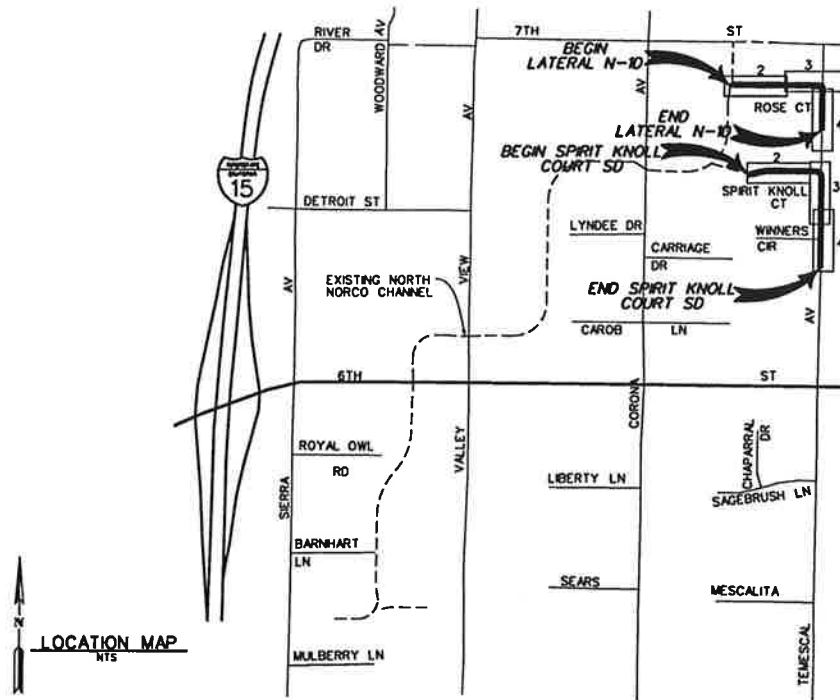 RIVER
DR
WOODWARD AV
7TH
ST
AV
AV
BEGIN
LATERAL N-10
2
3
ROSE CT
END
LATERAL N-10
BEGIN SPIRIT KNOLL
COURT SD
2
3
SPIRIT KNOLL
CT
15
DETROIT ST
LYNDEE DR
WINNERS
CIR
CARRIAGE
DR
EXISTING NORTH
NORCO CHANNEL
AV
VIEW
END SPIRIT KNOLL
COURT SD
AV
CAROB LN
6TH
ST
CORONA
ROYAL OWL
RD
VALLEY
SIERRA
CHAPARRAL
DR
LIBERTY LN
SAGEBRUSH LN
BARNHART
LN
SEARS
MESCALITA
N
LOCATION MAP
NTS
MULBERRY LN
TEMESCAL